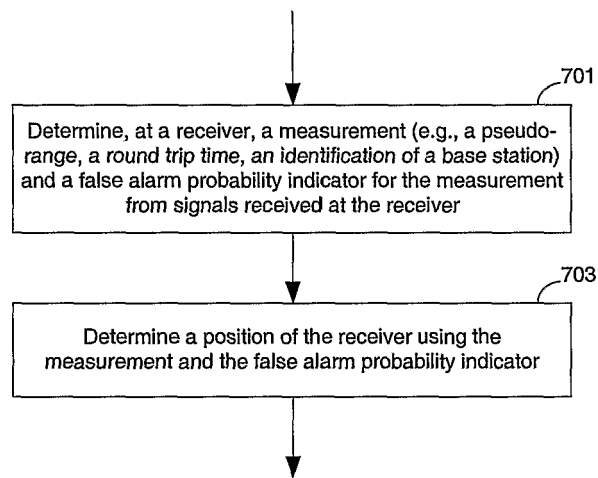 701
Determine, at a receiver, a measurement (e.g., a pseudo-
range, a round trip time, an identification of a base station)
and a false alarm probability indicator for the measurement
from signals received at the receiver
703
Determine a position of the receiver using the
measurement and the false alarm probability indicator